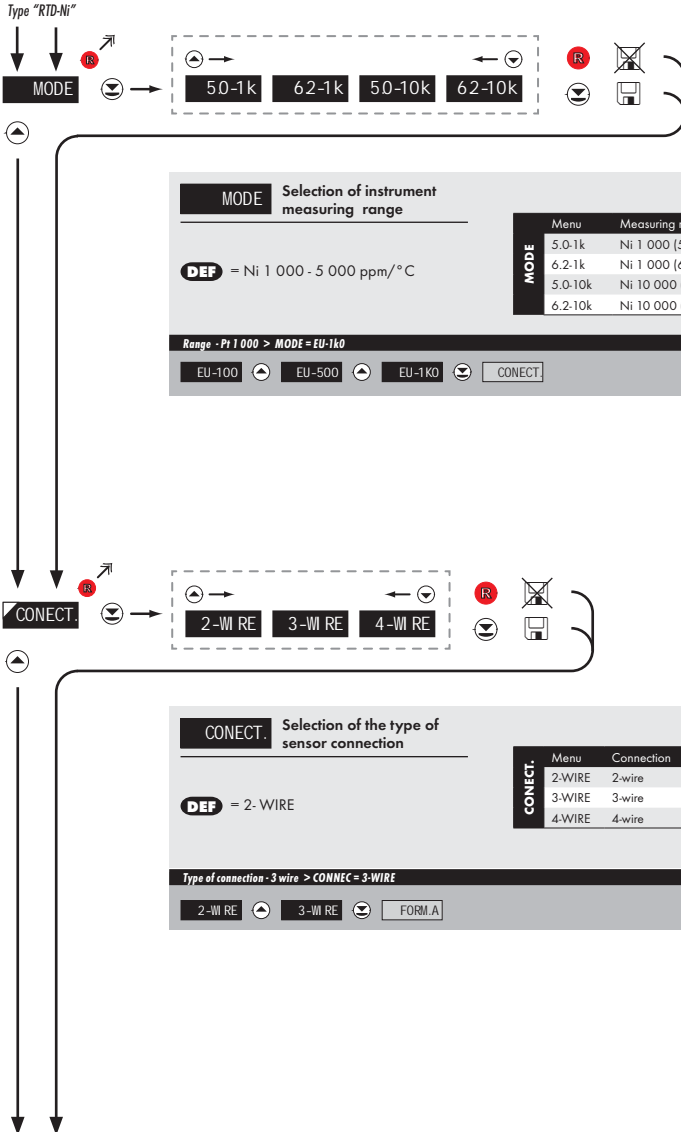 Type "RTD-Ni"
R
MODE
5.0-1k 6.2-1k 5.0-10k 6.2-10k
R
MODE
Selection of instrument
measuring range
DEF = Ni 1 000 - 5 000 ppm/°C
MODE
Menu Measuring
5.0-1k Ni 1 000 (5
6.2-1k Ni 1 000 (6
5.0-10k Ni 10 000
6.2-10k Ni 10 000
Range - Pt 1 000 > MODE = EU-1k0
EU-100 EU-500 EU-1K0 CONECT.
R
CONECT.
2-WIRE 3-WIRE 4-WIRE
R
CONECT.
Selection of the type of
sensor connection
DEF = 2- WIRE
CONECT.
Menu Connection
2-WIRE 2-wire
3-WIRE 3-wire
4-WIRE 4-wire
Type of connection - 3 wire > CONNEC = 3-WIRE
2-WIRE 3-WIRE FORM.A